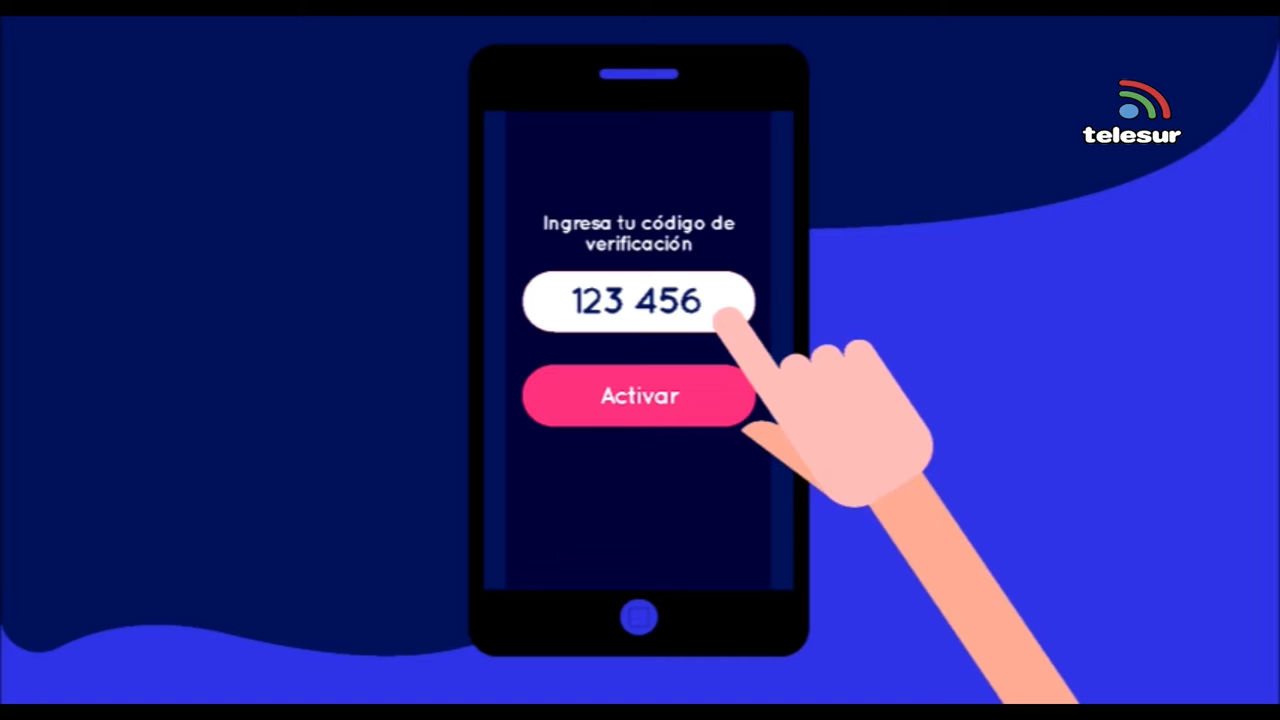 telesur
Ingresa tu código de
verificación
123 456
Activar